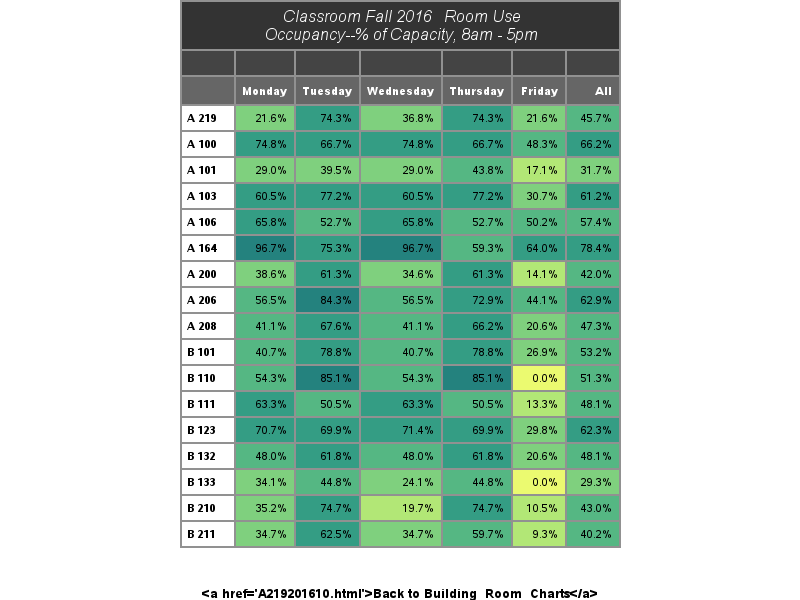 Classroom Fall 2016   Room Use
Occupancy--% of Capacity, 8am - 5pm
Monday Tuesday Wednesday Thursday Friday All
A 219 21.6% 74.3% 36.8% 74.3% 21.6% 45.7%
A 100 74.8% 66.7% 74.8% 66.7% 48.3% 66.2%
A 101 29.0% 39.5% 29.0% 43.8% 17.1% 31.7%
A 103 60.5% 77.2% 60.5% 77.2% 30.7% 61.2%
A 106 65.8% 52.7% 65.8% 52.7% 50.2% 57.4%
A 164 96.7% 75.3% 96.7% 59.3% 64.0% 78.4%
A 200 38.6% 61.3% 34.6% 61.3% 14.1% 42.0%
A 206 56.5% 84.3% 56.5% 72.9% 44.1% 62.9%
A 208 41.1% 67.6% 41.1% 66.2% 20.6% 47.3%
B 101 40.7% 78.8% 40.7% 78.8% 26.9% 53.2%
B 110 54.3% 85.1% 54.3% 85.1% 0.0% 51.3%
B 111 63.3% 50.5% 63.3% 50.5% 13.3% 48.1%
B 123 70.7% 69.9% 71.4% 69.9% 29.8% 62.3%
B 132 48.0% 61.8% 48.0% 61.8% 20.6% 48.1%
B 133 34.1% 44.8% 24.1% 44.8% 0.0% 29.3%
B 210 35.2% 74.7% 19.7% 74.7% 10.5% 43.0%
B 211 34.7% 62.5% 34.7% 59.7% 9.3% 40.2%
<a href='A219201610.html'>Back to Building_Room_Charts</a>